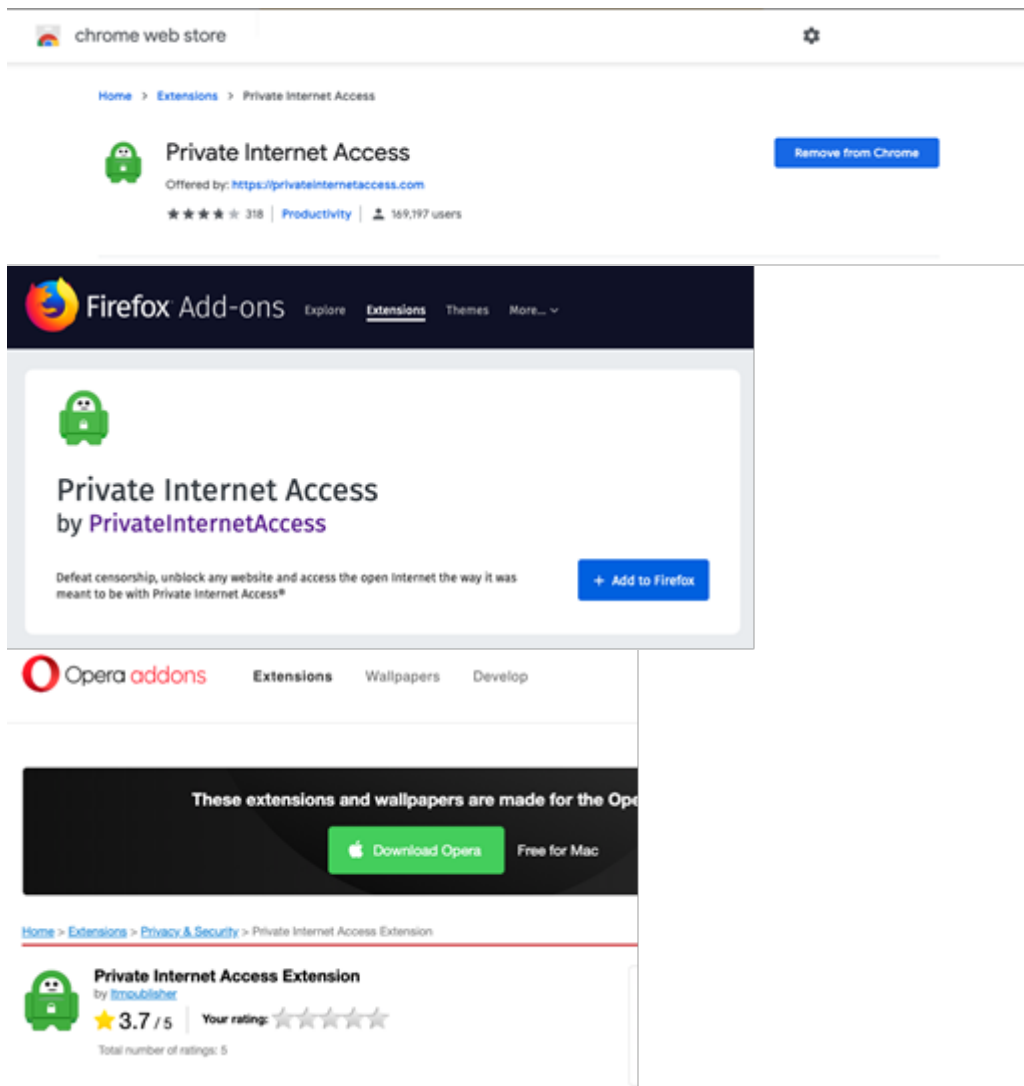 chrome web store
Home > Extensions > Private Internet Access
Private Internet Access
Remove from Chrome
Offered by: https://privateinternetaccess.com
318 | Productivity | 169,197 users
Firefox Add-ons Explore Extensions Themes More...
Private Internet Access
by PrivateInternetAccess
Defeat censorship, unblock any website and access the open Internet the way it was
meant to be with Private Internet Access®
+ Add to Firefox
Opera addons Extensions Wallpapers Develop
These extensions and wallpapers are made for the Ope
Download Opera Free for Mac
Home > Extensions > Privacy & Security > Private Internet Access Extension
Private Internet Access Extension
by ltmpublisher
3.7 / 5 Your rating:
Total number of ratings: 5